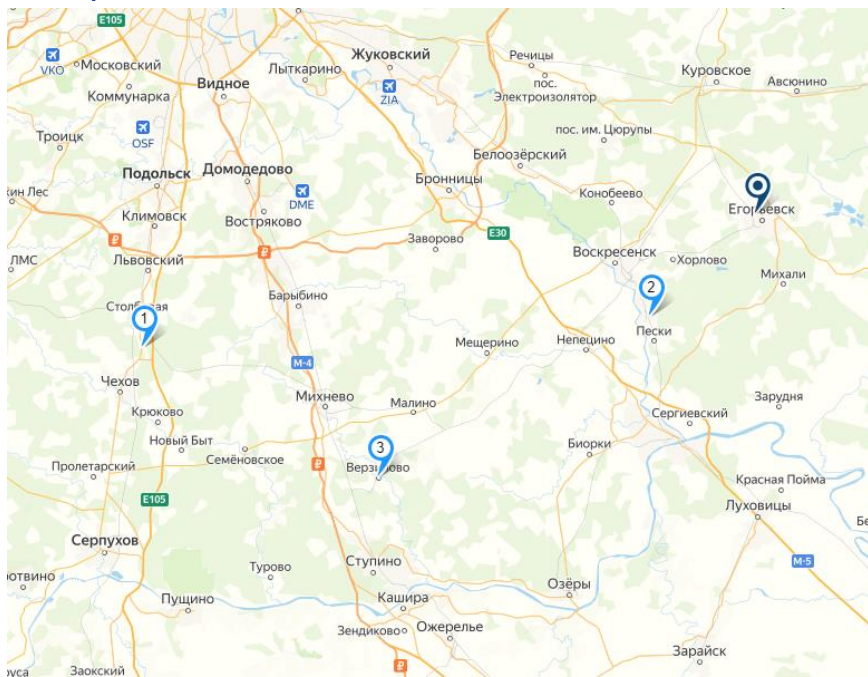 E105
Московский
VKO
Коммунарка
Видное
Лыткарино
Жуковский
ZIA
Речицы
пос.
Электроизолятор
Куровское
Авсюнино
Троицк
OSF
пос. им. Цюрупы
Белоозёрский
Подольск
Домодедово
DME
Бронницы
Конобеево
Климовск
Востряково
Егорьевск
₽
₽
Заворово
E30
Воскресенск
Хорлово
ЛМС
Львовский
Михали
Столбовая
Барыбино
1
2
Мещерино
Непецино
Пески
М-4
Чехов
Михнево
Малино
Зарудня
Крюково
Сергиевский
Новый Быт
Семёновское
3
Биорки
Пролетарский
₽
Верзилово
Красная Пойма
E105
Луховицы
Серпухов
Ступино
М-5
Турово
Озёры
Пущино
Кашира
Зендиково
Ожерелье
Зарайск
₽
Заокский